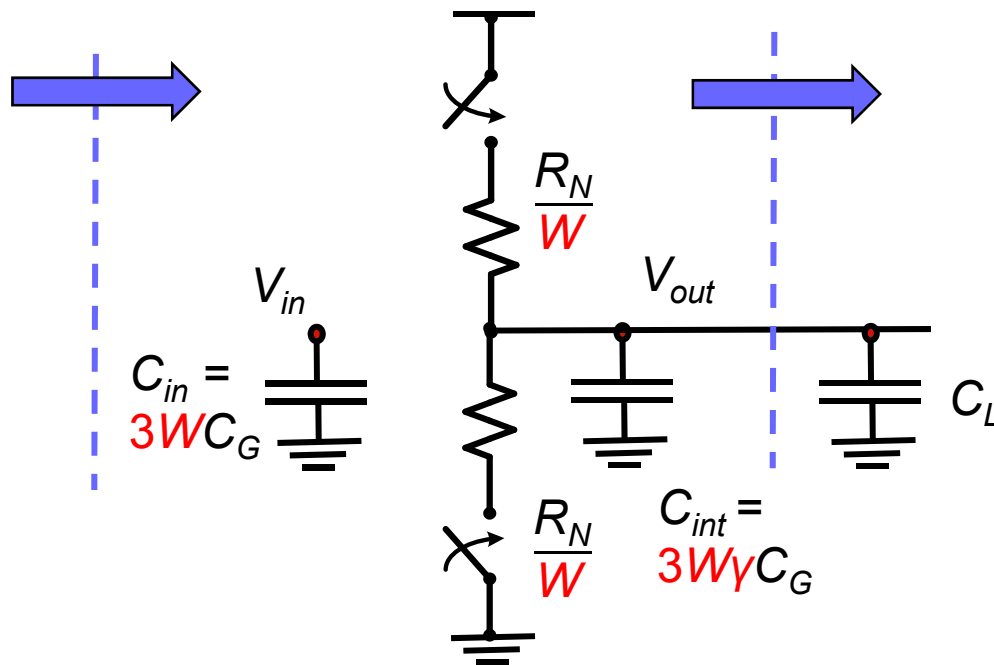 R_N
W
V_in
V_out
C_in =
3WC_G
C_L
R_N
W
C_int =
3WγC_G